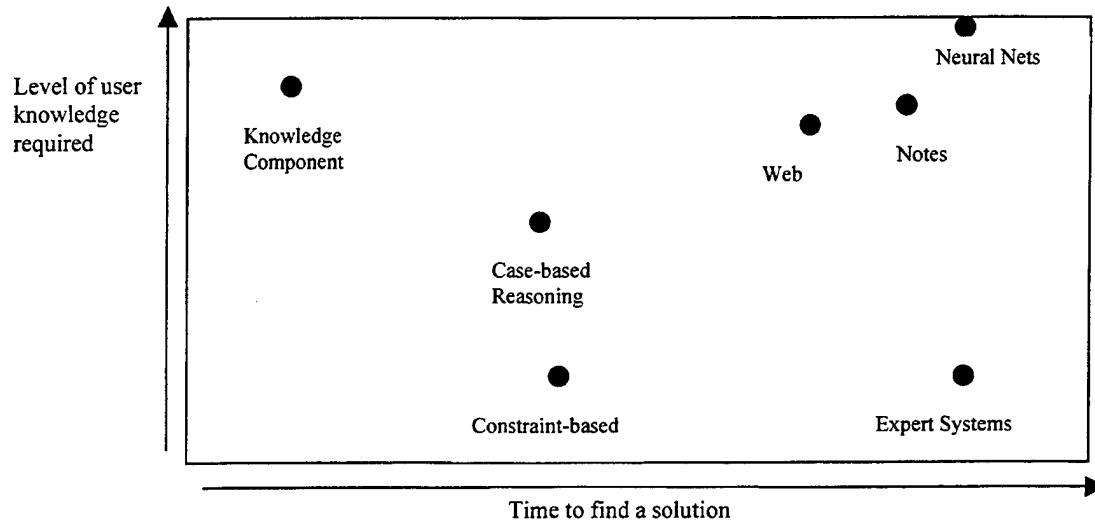 Level of user
knowledge
required
Neural Nets
Knowledge
Component
Web
Notes
Case-based
Reasoning
Constraint-based
Expert Systems
Time to find a solution